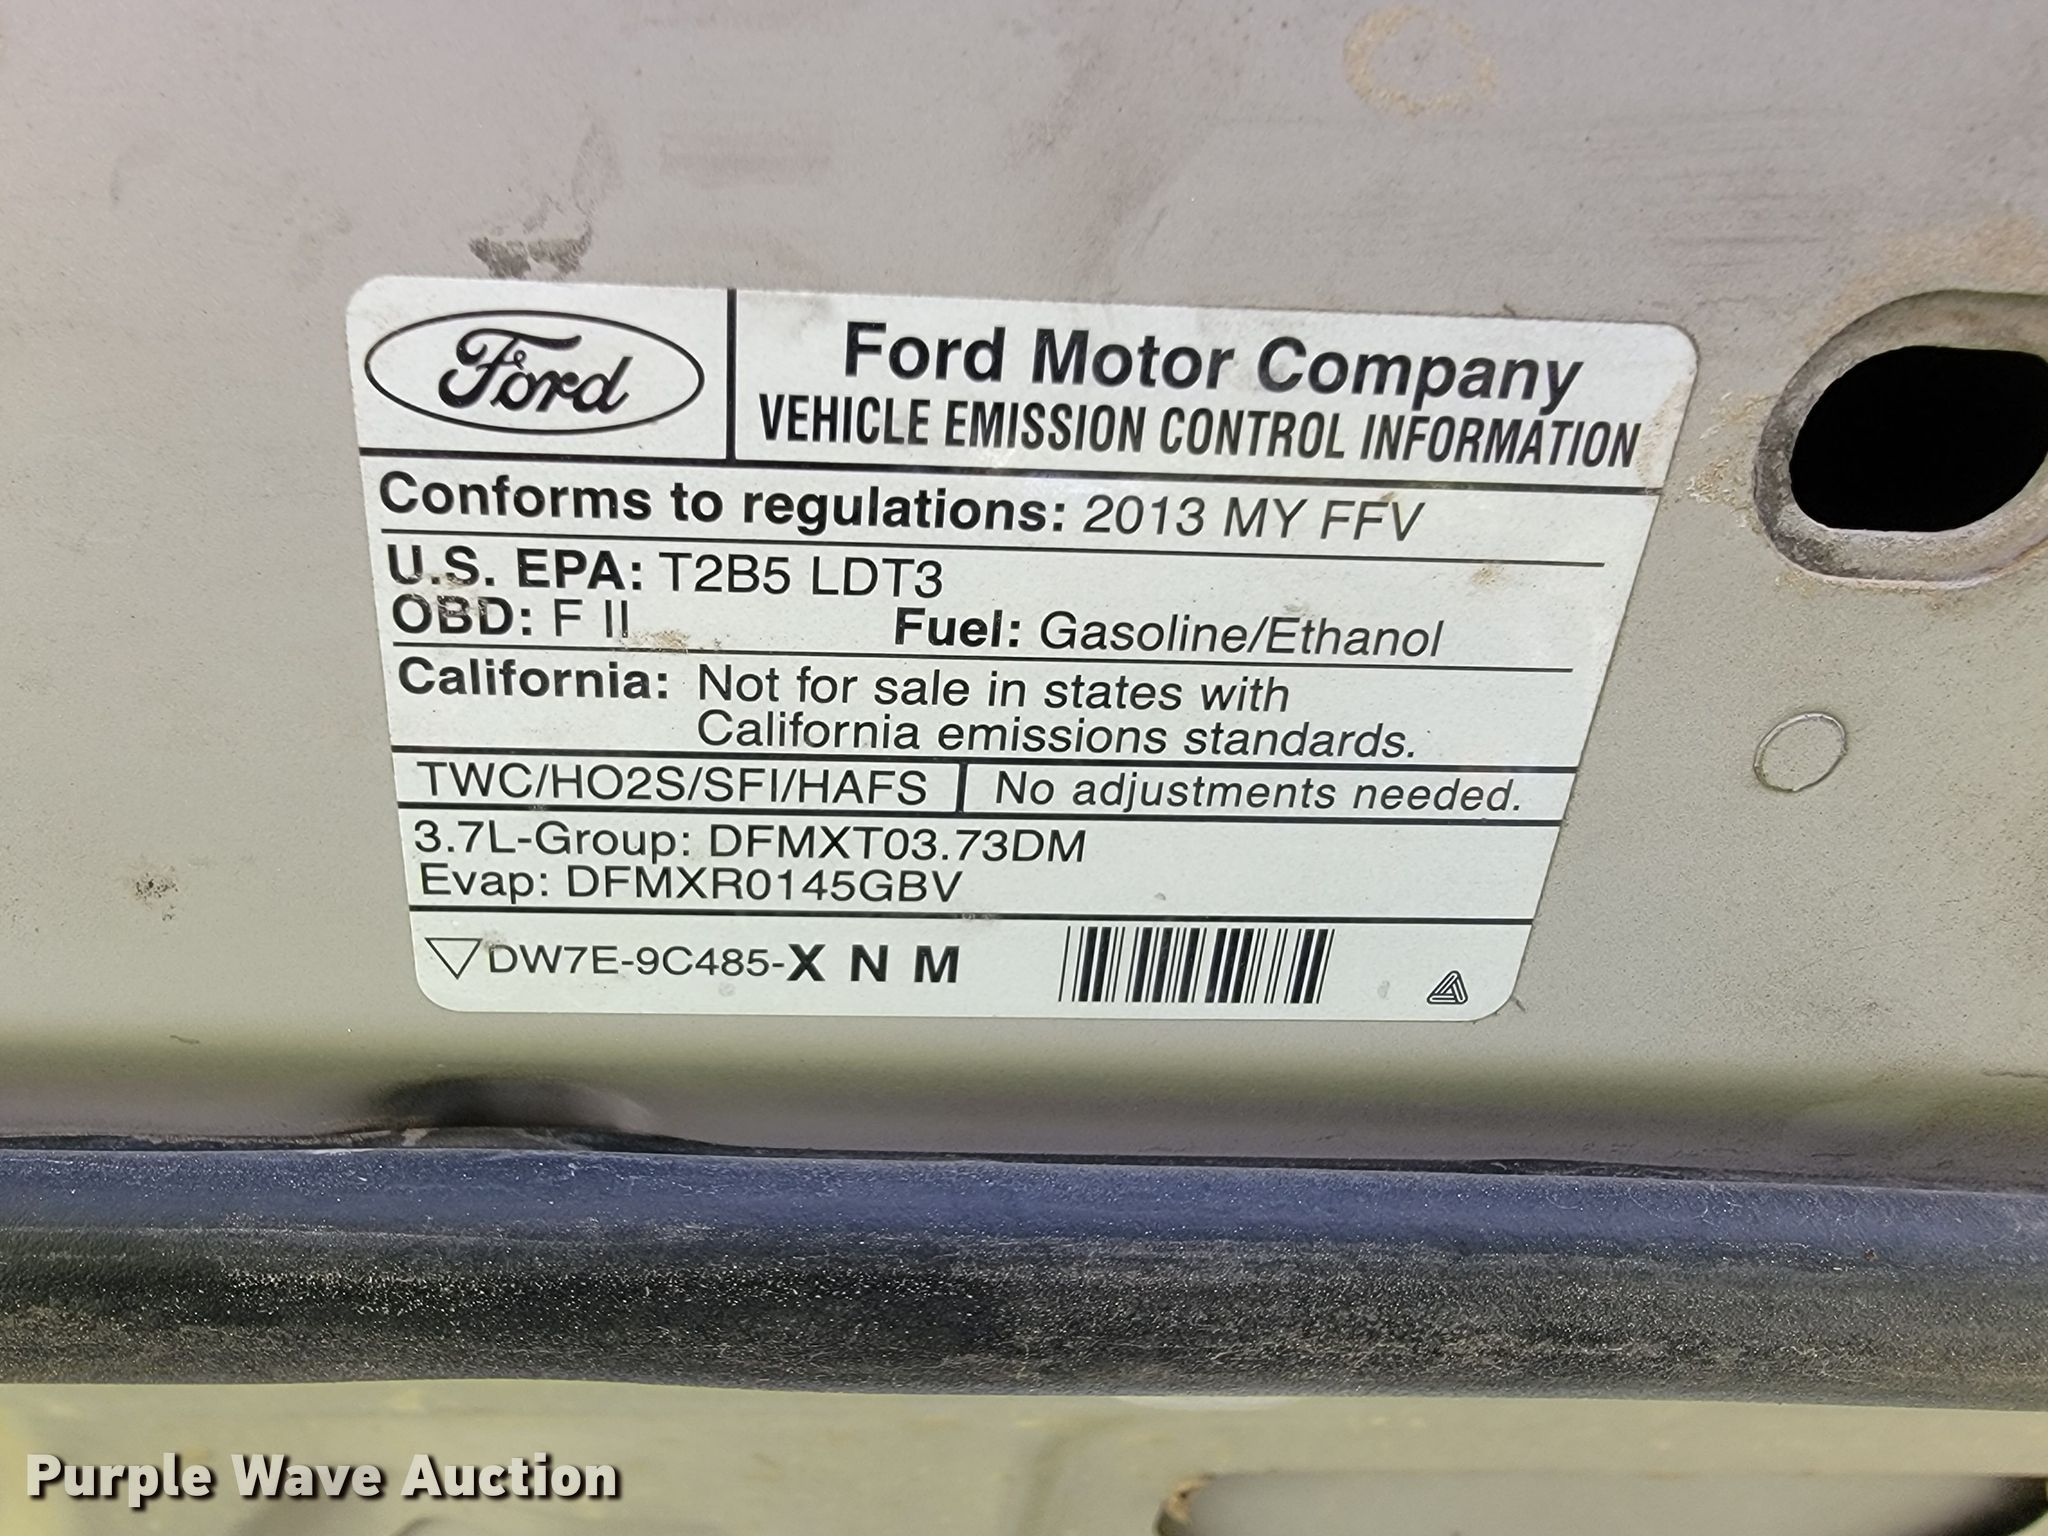 Ford
Ford Motor Company
VEHICLE EMISSION CONTROL INFORMATION
Conforms to regulations: 2013 MY FFV
U.S. EPA: T2B5 LDT3
OBD: F II Fuel: Gasoline/Ethanol
California: Not for sale in states with
California emissions standards.
TWC/HO2S/SFI/HAFS No adjustments needed.
3.7L-Group: DFMXT03.73DM
Evap: DFMXR0145GBV
DW7E-9C485-X N M
Purple Wave Auction